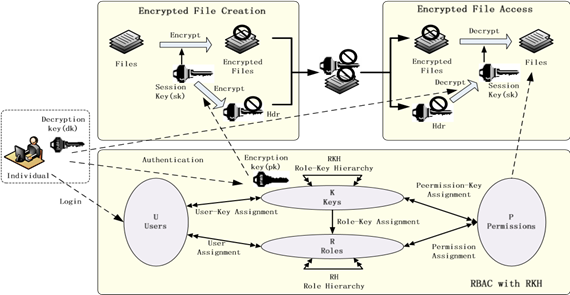 Encrypted File Creation
Encrypted File Access
Encrypt
Decrypt
Files
Encrypted
Files
Session
Key(sk)
Encrypt
Hdr
Encrypted
Files
Decrypt
Session
Key(sk)
Files
Hdr
Decryption
key(dk)
Individual
Login
Authentication
Encryption
key(pk)
RKH
Role-Key Hierarchy
K
Keys
Peermission-Key
Assignment
U
Users
User-Key Assignment
Role-Key Assignment
P
Permissions
User
Assignment
R
Roles
Permission
Assignment
RH
Role Hierarchy
RBAC with RKH